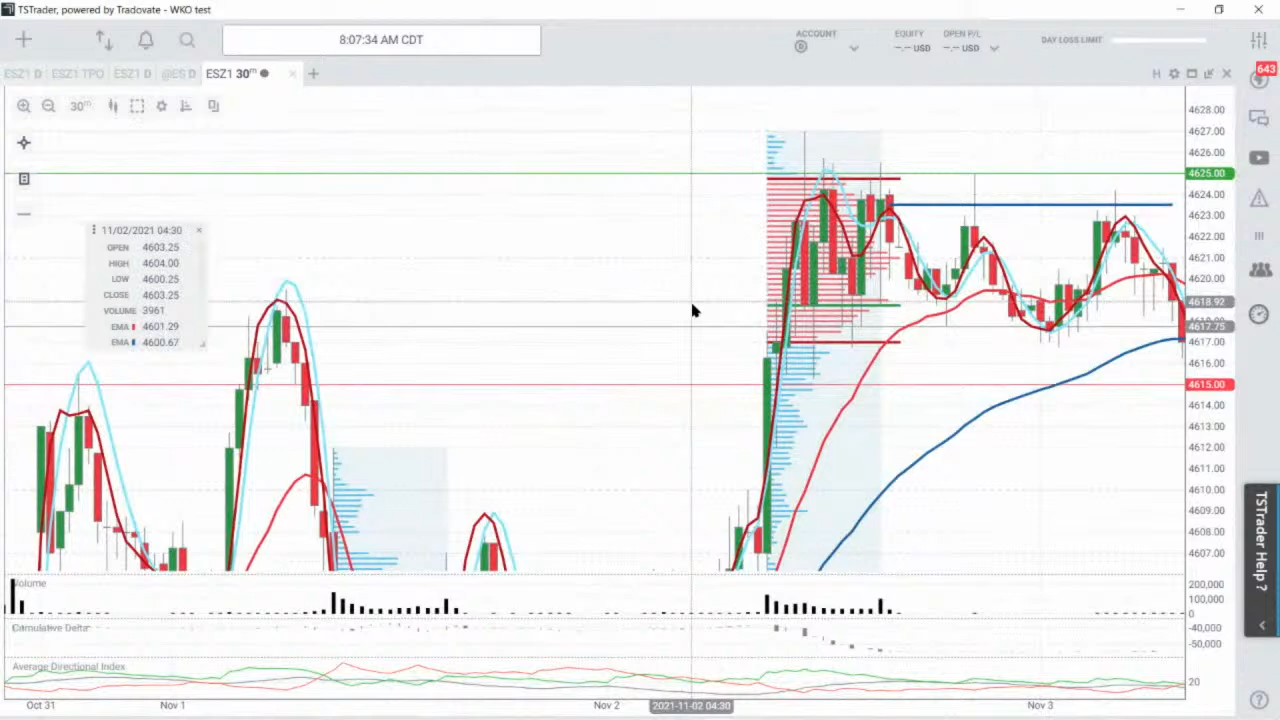 TSTrader, powered by Tradovate - WKO test
8:07:34 AM CDT
ACCOUNT
EQUITY
-.-- USD
OPEN P/L
-.-- USD
DAY LOSS LIMIT
643
ESZ1 D
ESZ1 TPO
ESZ1 D
@ES D
ESZ1 30m
H
30m
11/02/2021 04:30
OPEN 4603.25
LOW 4600.25
CLOSE 4603.25
VOLUME 3961
EMA 4601.29
EMA 4600.67
4628.00
4627.00
4626.00
4625.00
4624.00
4623.00
4622.00
4621.00
4620.00
4618.92
4617.75
4617.00
4616.00
4615.00
4614.00
4613.00
4612.00
4611.00
4610.00
4609.00
4608.00
4607.00
Volume
200,000
100,000
0
Cumulative Delta
-40,000
-50,000
Average Directional Index
20
Oct 31
Nov 1
Nov 2
2021-11-02 04:30
Nov 3
TSTrader Help ?